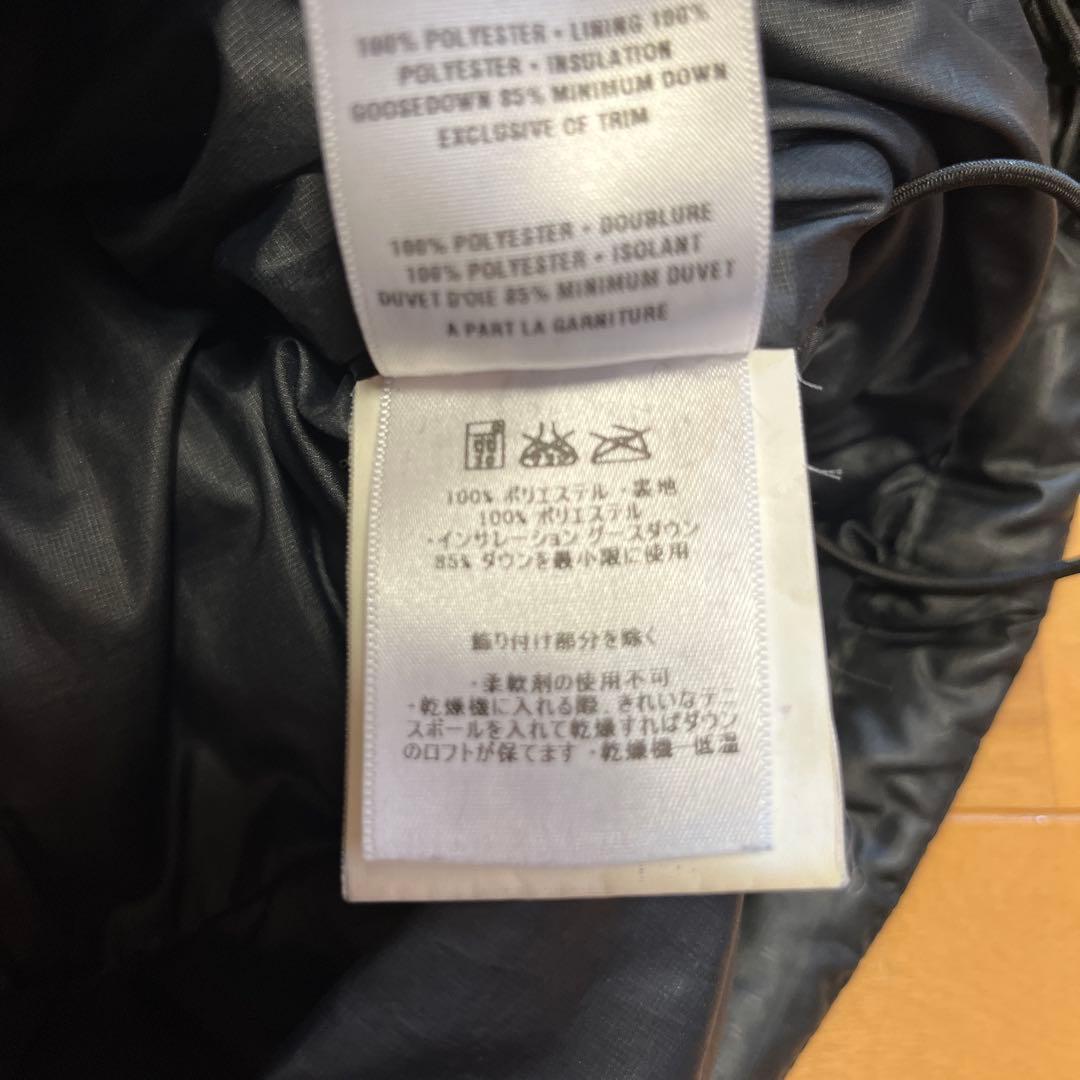 100% POLYESTER • LINING 100%
POLYESTER • INSULATION
GOOSEDOWN 85% MINIMUM DOWN
EXCLUSIVE OF TRIM
100% POLYESTER • DOUBLURE
100% POLYESTER • ISOLANT
DUVET D'OIE 85% MINIMUM DUVET
A PART LA GARNITURE
100% ポリエステル ・裏地
100% ポリエステル
・インサレーション グースダウン
85% ダウンを最小限に使用
飾り付け部分を除く
・柔軟剤の使用不可
・乾燥機に入れる際、きれいなテニ
スボールを入れて乾燥すればダウン
のロフトが保てます ・乾燥機―低温